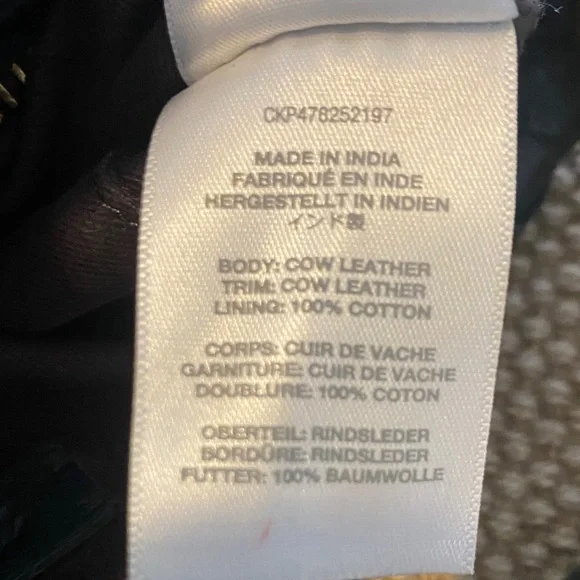 CKP478252197
MADE IN INDIA
FABRIQUÉ EN INDE
HERGESTELLT IN INDIEN
インド製
BODY: COW LEATHER
TRIM: COW LEATHER
LINING: 100% COTTON
CORPS: CUIR DE VACHE
GARNITURE: CUIR DE VACHE
DOUBLURE: 100% COTON
OBERTEIL: RINDSLEDER
BORDÜRE: RINDSLEDER
FUTTER: 100% BAUMWOLLE